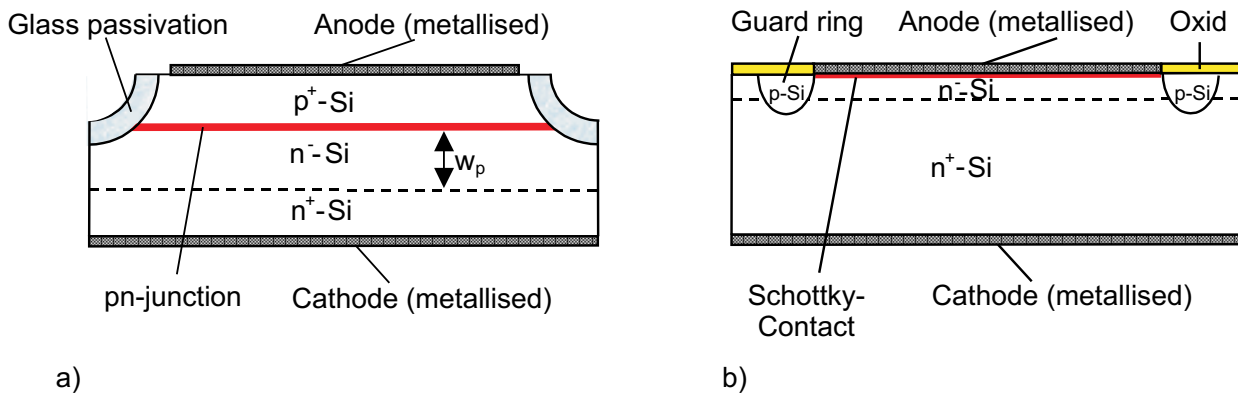 Glass passivation
Anode (metallised)
p+-Si
n--Si
wp
n+-Si
pn-junction
Cathode (metallised)
a)
Guard ring
Anode (metallised)
Oxid
p-Si
n--Si
p-Si
n+-Si
Schottky-
Contact
Cathode (metallised)
b)